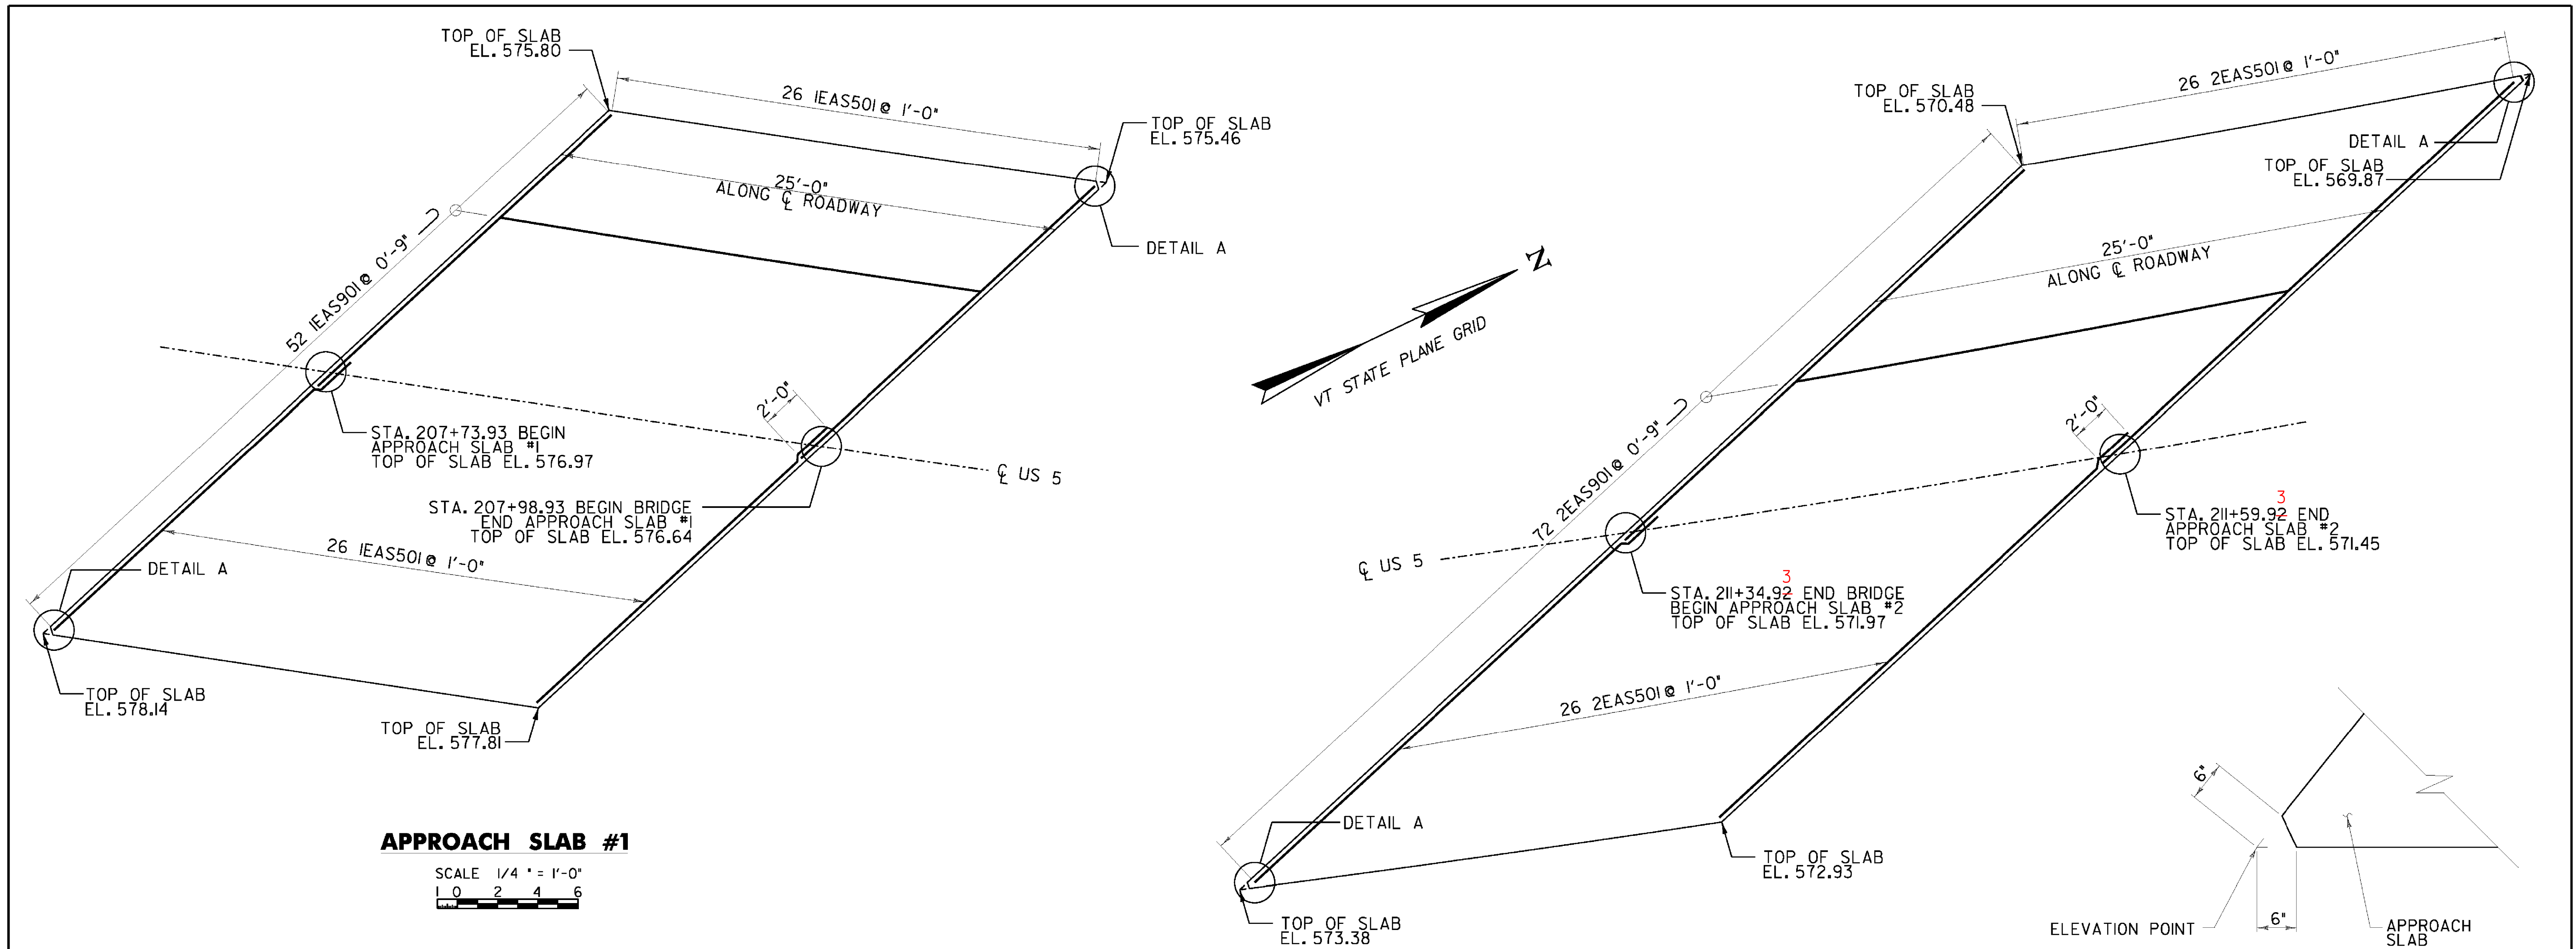 TOP OF SLAB
EL. 575.80
26 1EAS501 @ 1'-0"
TOP OF SLAB
EL. 575.46
25'-0"
ALONG ℄ ROADWAY
DETAIL A
52 1EAS901 @ 0'-9"
STA. 207+73.93 BEGIN
APPROACH SLAB #1
TOP OF SLAB EL. 576.97
2'-0"
℄ US 5
STA. 207+98.93 BEGIN BRIDGE
END APPROACH SLAB #1
TOP OF SLAB EL. 576.64
26 1EAS501 @ 1'-0"
DETAIL A
TOP OF SLAB
EL. 578.14
TOP OF SLAB
EL. 577.81
APPROACH SLAB #1
SCALE 1/4 " = 1'-0"
1 0 2 4 6
N
VT STATE PLANE GRID
TOP OF SLAB
EL. 570.48
26 2EAS501 @ 1'-0"
DETAIL A
TOP OF SLAB
EL. 569.87
25'-0"
ALONG ℄ ROADWAY
72 2EAS901 @ 0'-9"
2'-0"
℄ US 5
3
STA. 211+59.92 END
APPROACH SLAB #2
TOP OF SLAB EL. 571.45
3
STA. 211+34.92 END BRIDGE
BEGIN APPROACH SLAB #2
TOP OF SLAB EL. 571.97
26 2EAS501 @ 1'-0"
DETAIL A
TOP OF SLAB
EL. 572.93
TOP OF SLAB
EL. 573.38
6"
6"
ELEVATION POINT
APPROACH
SLAB